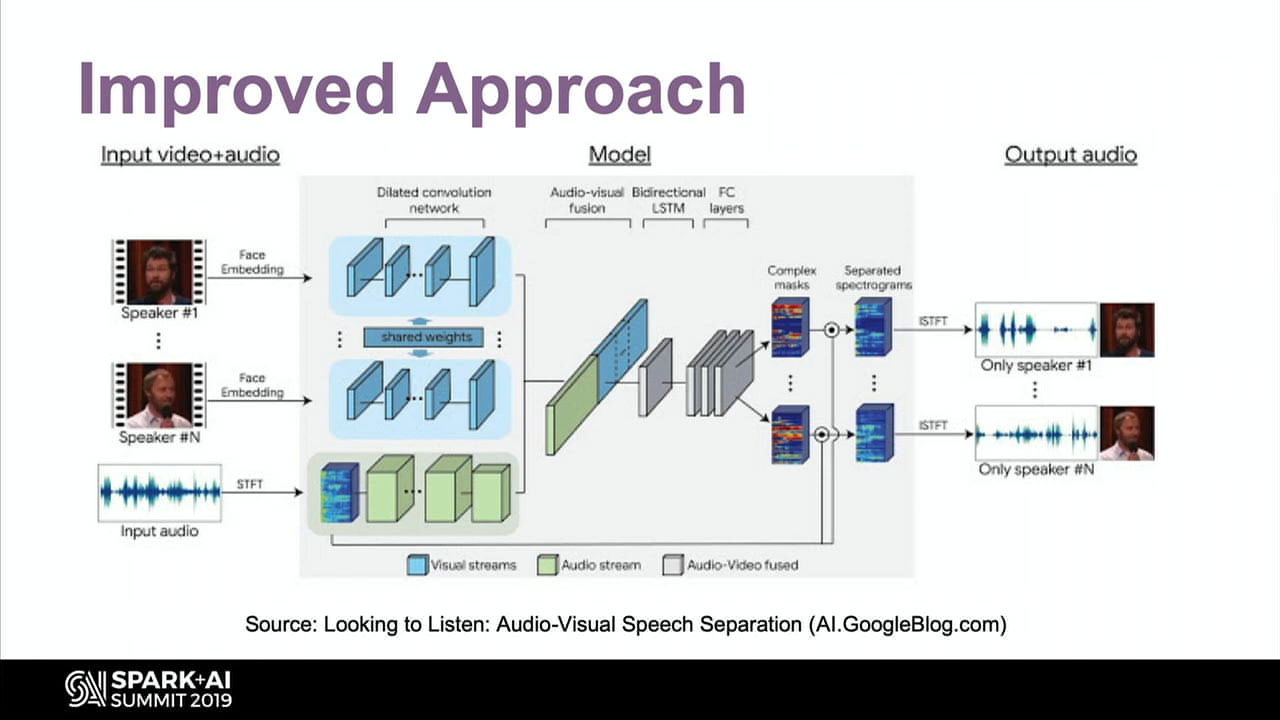 Improved Approach
Input video+audio
Model
Output audio
Dilated convolution
network
Audio-visual
fusion
Bidirectional
LSTM
FC
layers
Face
Embedding
Speaker #1
shared weights
Face
Embedding
Speaker #N
STFT
Input audio
Complex
masks
Separated
spectrograms
ISTFT
Only speaker #1
ISTFT
Only speaker #N
Visual streams
Audio stream
Audio-Video fused
Source: Looking to Listen: Audio-Visual Speech Separation (AI.GoogleBlog.com)
SPARK+AI
SUMMIT 2019